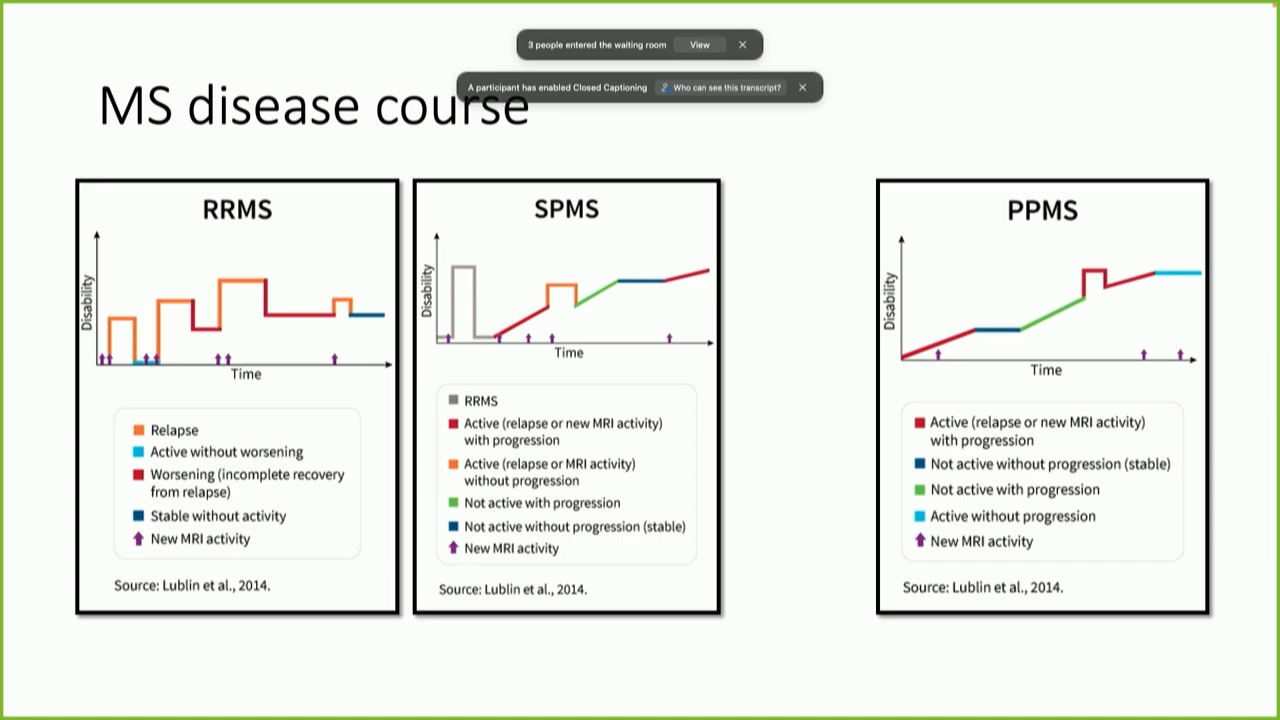 3 people entered the waiting room View
A participant has enabled Closed Captioning Who can see this transcript?
MS disease course
RRMS
Disability
Time
Relapse
Active without worsening
Worsening (incomplete recovery
from relapse)
Stable without activity
New MRI activity
Source: Lublin et al., 2014.
SPMS
Disability
Time
RRMS
Active (relapse or new MRI activity)
with progression
Active (relapse or MRI activity)
without progression
Not active with progression
Not active without progression (stable)
New MRI activity
Source: Lublin et al., 2014.
PPMS
Disability
Time
Active (relapse or new MRI activity)
with progression
Not active without progression (stable)
Not active with progression
Active without progression
New MRI activity
Source: Lublin et al., 2014.